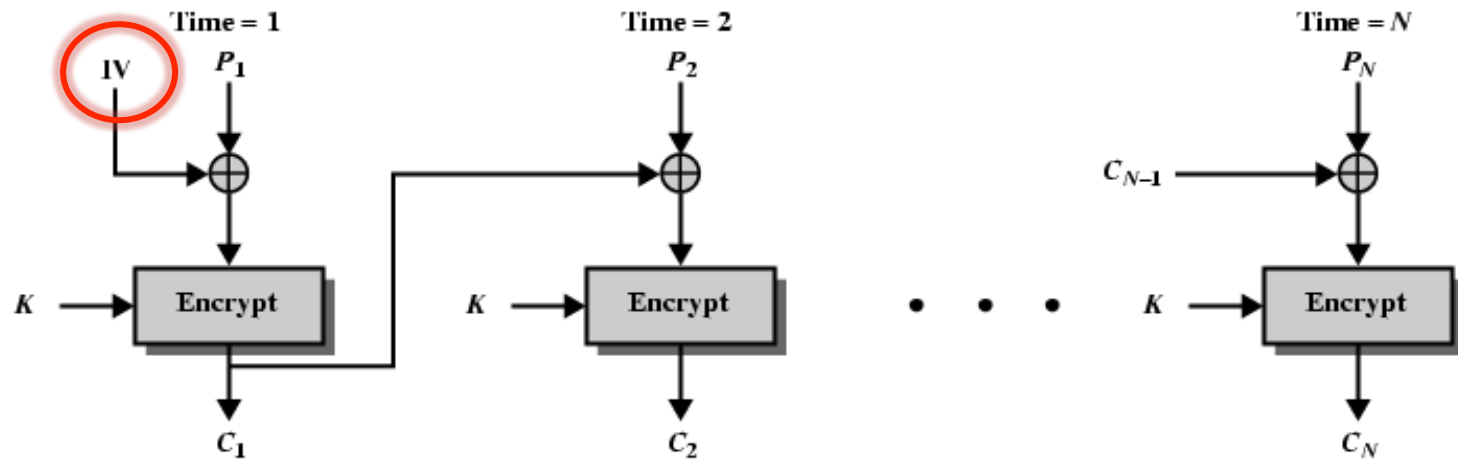 Time = 1 Time = 2 Time = N
IV P1 P2 PN
CN–1
K Encrypt K Encrypt • • • K Encrypt
C1 C2 CN